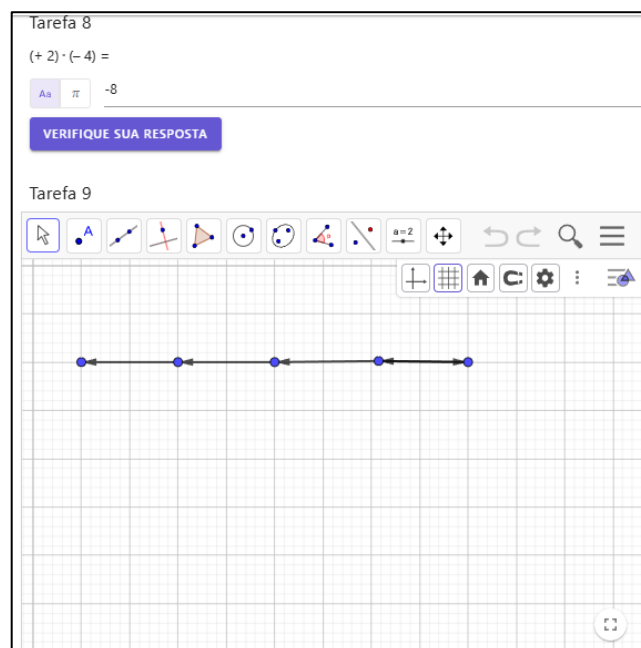 Tarefa 8
(+ 2) · (– 4) =
Aa π -8
VERIFIQUE SUA RESPOSTA
Tarefa 9
A
a=2